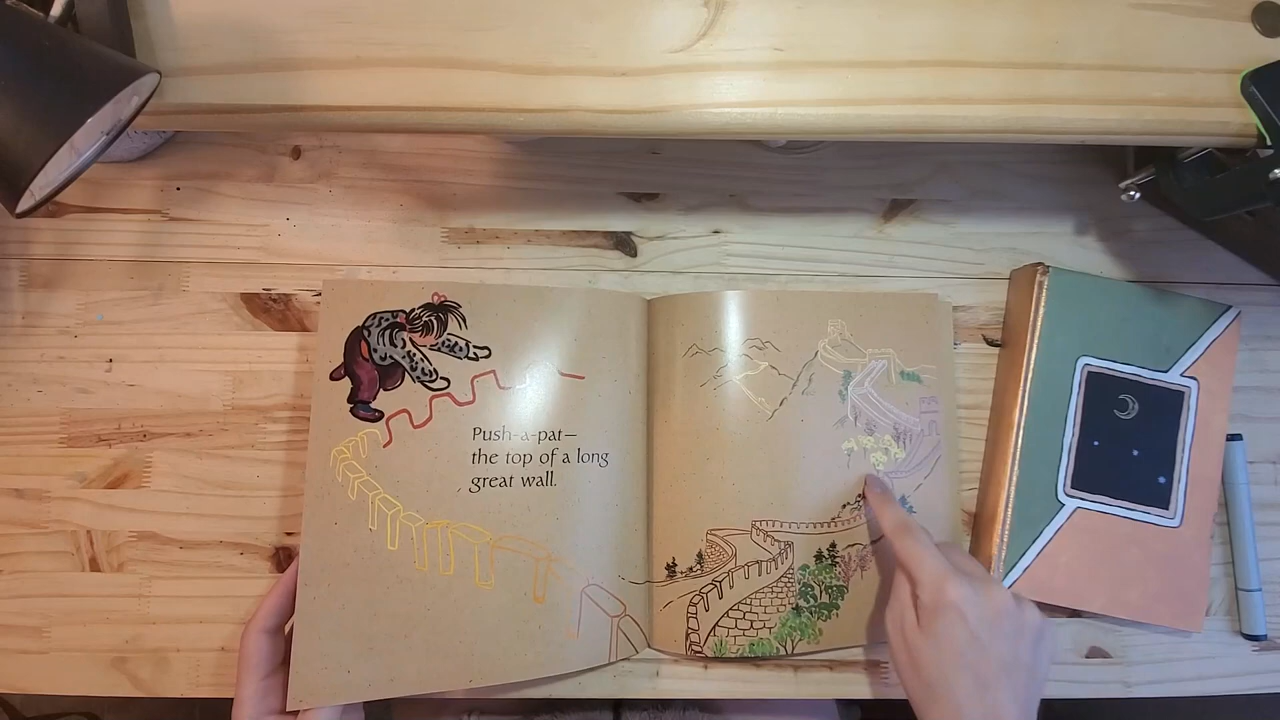 Push-a-pat—
the top of a long
great wall.